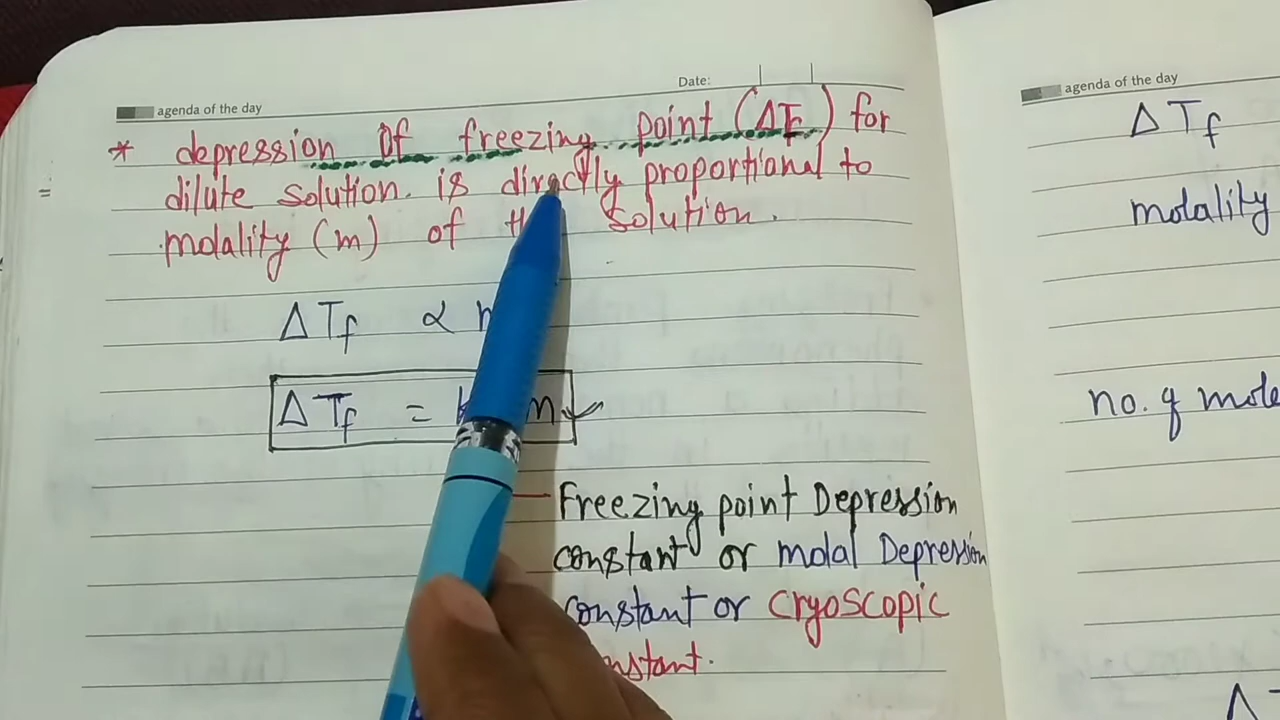 Date:
agenda of the day
* depression of freezing point (ΔTf) for
= dilute solution. is directly proportional to
molality (m) of solution.
ΔTf ∝
ΔTf = m
Freezing point Depression
constant or molal Depression
constant or Cryoscopic
agenda of the day
ΔTf
molality
no. of mole